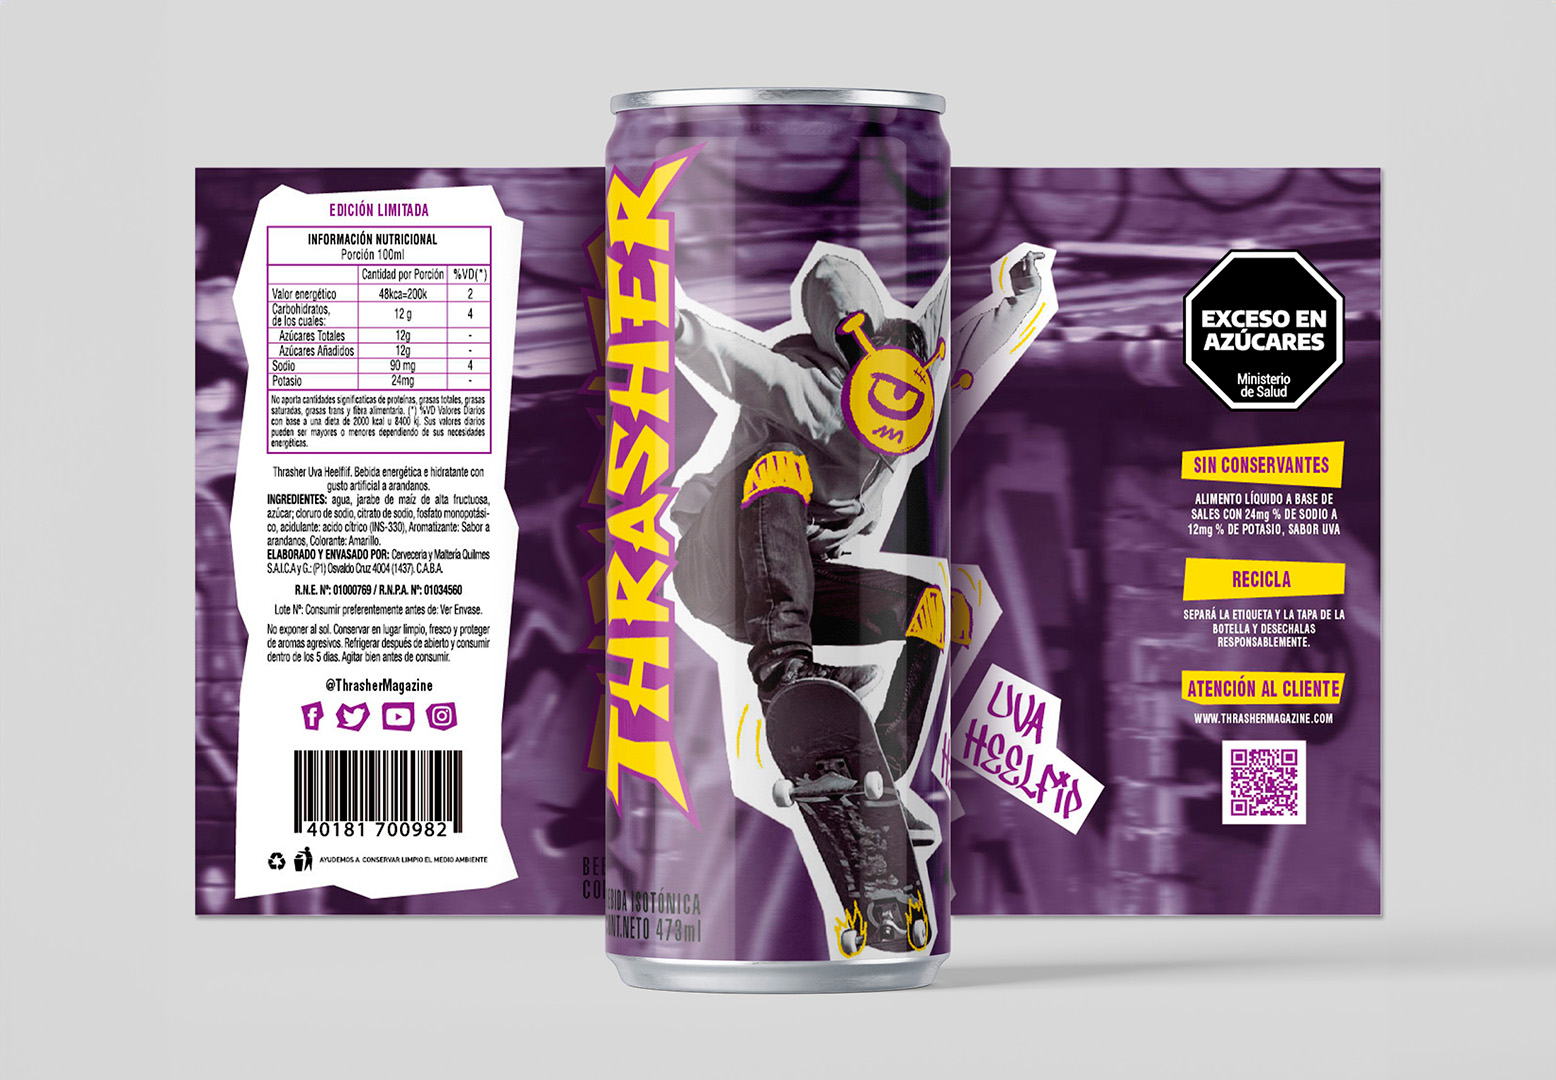 EDICIÓN LIMITADA
INFORMACIÓN NUTRICIONAL
Porción 100ml
Cantidad por Porción %VD(*)
Valor energético 48kca=200k 2
Carbohidratos,
de los cuales: 12 g 4
Azúcares Totales 12g -
Azúcares Añadidos 12g -
Sodio 90 mg 4
Potasio 24mg -
No aporta cantidades significaticas de proteínas, grasas totales, grasas
saturadas, grasas trans y fibra alimentaria. (*) %VD Valores Diarios
con base a una dieta de 2000 kcal u 8400 kj. Sus valores diarios
pueden ser mayores o menores dependiendo de sus necesidades
energéticas.
Thrasher Uva Heelflif. Bebida energética e hidratante con
gusto artificial a arandanos.
INGREDIENTES: agua, jarabe de maíz de alta fructuosa,
azúcar; cloruro de sodio, citrato de sodio, fosfato monopotási-
co, acidulante: acido cítrico (INS-330), Aromatizante: Sabor a
arandanos, Colorante: Amarillo.
ELABORADO Y ENVASADO POR: Cervecería y Maltería Quilmes
S.A.I.C.A y G.: (P1) Osvaldo Cruz 4004 (1437). C.A.B.A.
R.N.E. Nª: 01000769 / R.N.P.A. Nª: 01034560
Lote Nª: Consumir preferentemente antes de: Ver Envase.
No exponer al sol. Conservar en lugar limpio, fresco y proteger
de aromas agresivos. Refrigerar después de abierto y consumir
dentro de los 5 días. Agitar bien antes de consumir.
@ThrasherMagazine
40181 700982
AYUDEMOS A CONSERVAR LIMPIO EL MEDIO AMBIENTE
THRASHER
BEBIDA ISOTÓNICA
CONT.NETO 473ml
UVA
HEELFIP
EXCESO EN
AZÚCARES
Ministerio
de Salud
SIN CONSERVANTES
ALIMENTO LÍQUIDO A BASE DE
SALES CON 24mg % DE SODIO A
12mg % DE POTASIO, SABOR UVA
RECICLA
SEPARÁ LA ETIQUETA Y LA TAPA DE LA
BOTELLA Y DESECHALAS
RESPONSABLEMENTE.
ATENCIÓN AL CLIENTE
WWW.THRASHERMAGAZINE.COM